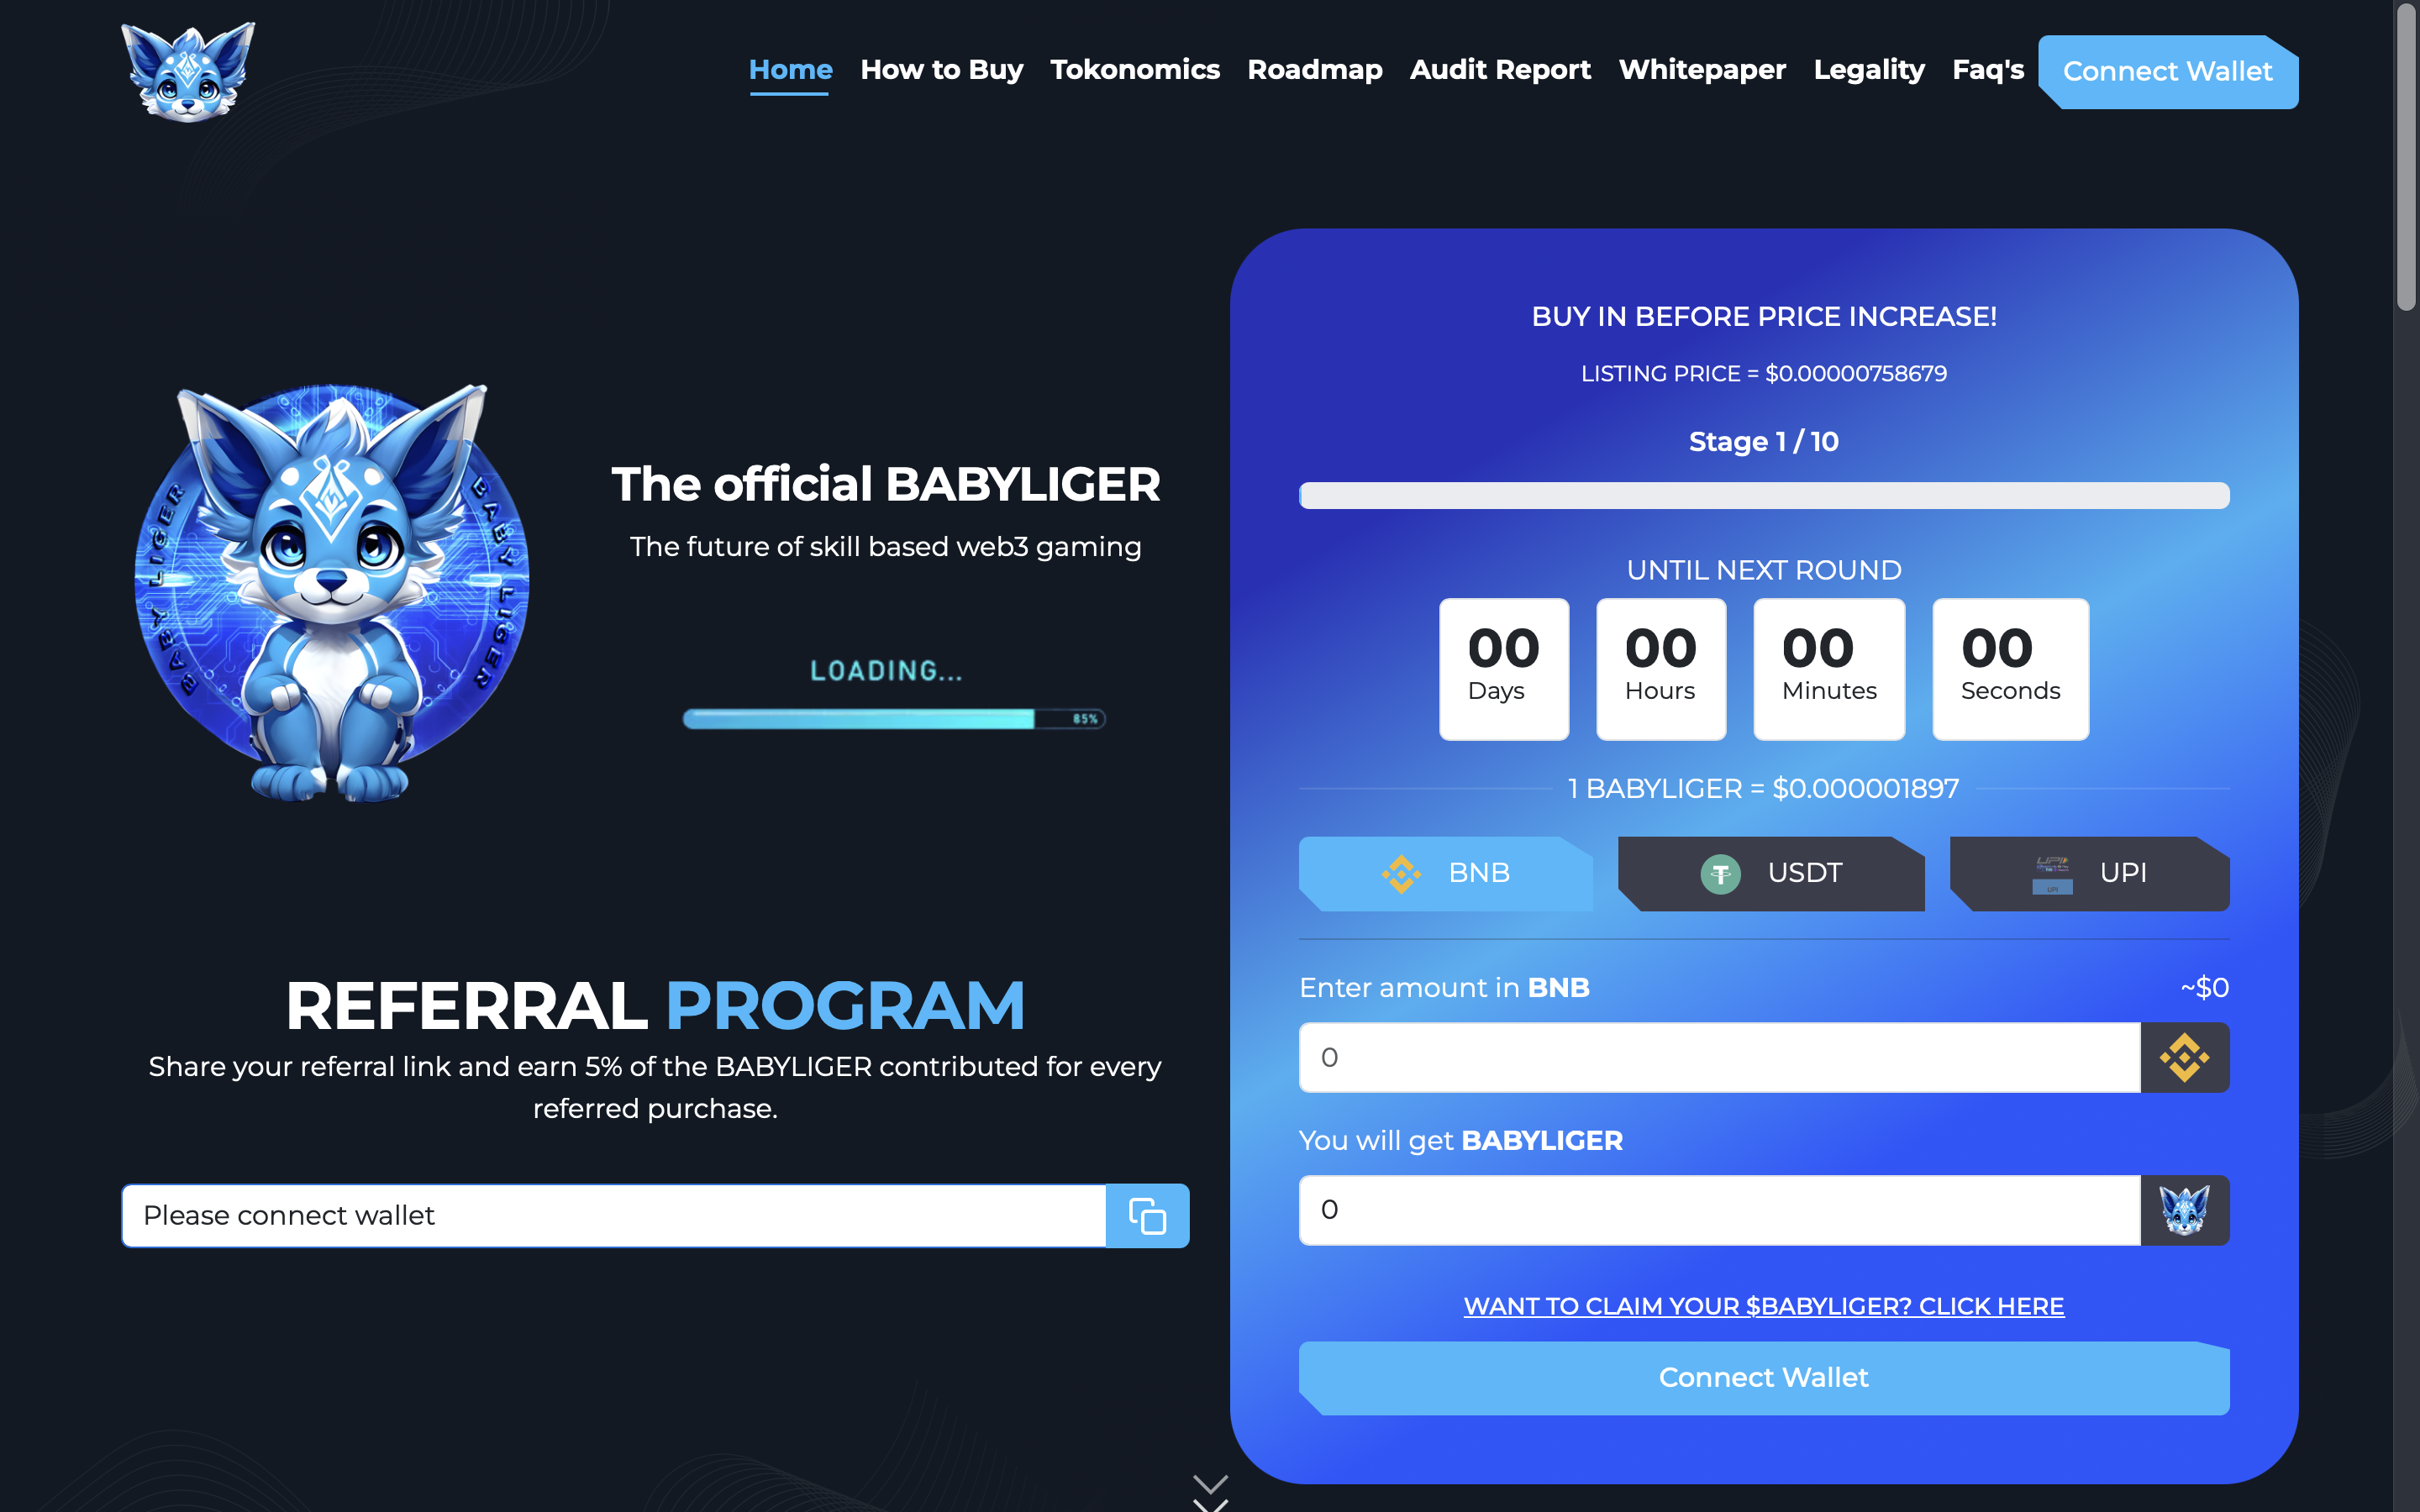 Home How to Buy Tokonomics Roadmap Audit Report Whitepaper Legality Faq's Connect Wallet
BABY LIGER
BABY LIGER
The official BABYLIGER
The future of skill based web3 gaming
LOADING...
85%
REFERRAL PROGRAM
Share your referral link and earn 5% of the BABYLIGER contributed for every
referred purchase.
Please connect wallet
BUY IN BEFORE PRICE INCREASE!
LISTING PRICE = $0.00000758679
Stage 1 / 10
UNTIL NEXT ROUND
00 00 00 00
Days Hours Minutes Seconds
1 BABYLIGER = $0.000001897
BNB USDT UPI
Enter amount in BNB ~$0
0
You will get BABYLIGER
0
WANT TO CLAIM YOUR $BABYLIGER? CLICK HERE
Connect Wallet